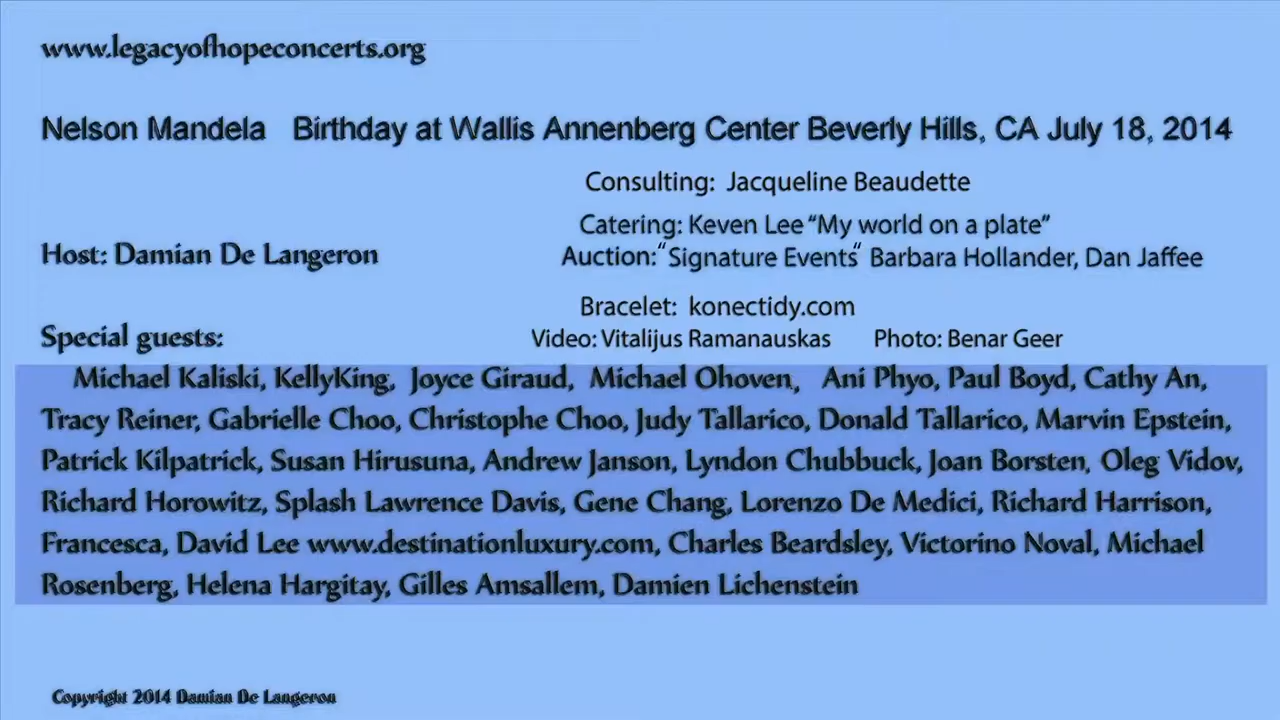 www.legacyofhopeconcerts.org
Nelson Mandela Birthday at Wallis Annenberg Center Beverly Hills, CA July 18, 2014
Consulting: Jacqueline Beaudette
Catering: Keven Lee “My world on a plate”
Host: Damian De Langeron
Auction: “Signature Events” Barbara Hollander, Dan Jaffee
Bracelet: konectidy.com
Special guests:
Video: Vitalijus Ramanauskas Photo: Benar Geer
Michael Kaliski, KellyKing, Joyce Giraud, Michael Ohoven, Ani Phyo, Paul Boyd, Cathy An,
Tracy Reiner, Gabrielle Choo, Christophe Choo, Judy Tallarico, Donald Tallarico, Marvin Epstein,
Patrick Kilpatrick, Susan Hirusuna, Andrew Janson, Lyndon Chubbuck, Joan Borsten, Oleg Vidov,
Richard Horowitz, Splash Lawrence Davis, Gene Chang, Lorenzo De Medici, Richard Harrison,
Francesca, David Lee www.destinationluxury.com, Charles Beardsley, Victorino Noval, Michael
Rosenberg, Helena Hargitay, Gilles Amsallem, Damien Lichenstein
Copyright 2014 Damian De Langeron